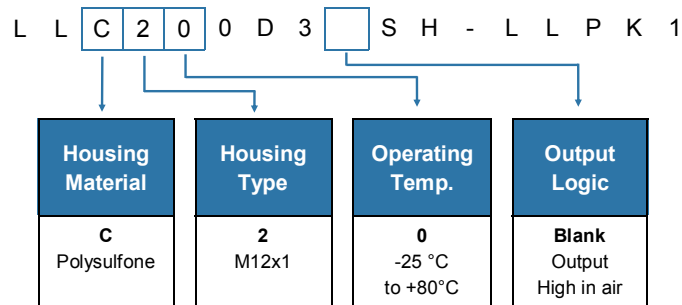 L L C 2 0 0 D 3 S H - L L P K 1
Housing Material
Housing Type
Operating Temp.
Output Logic
C
Polysulfone
2
M12x1
0
-25 °C
to +80°C
Blank
Output
High in air